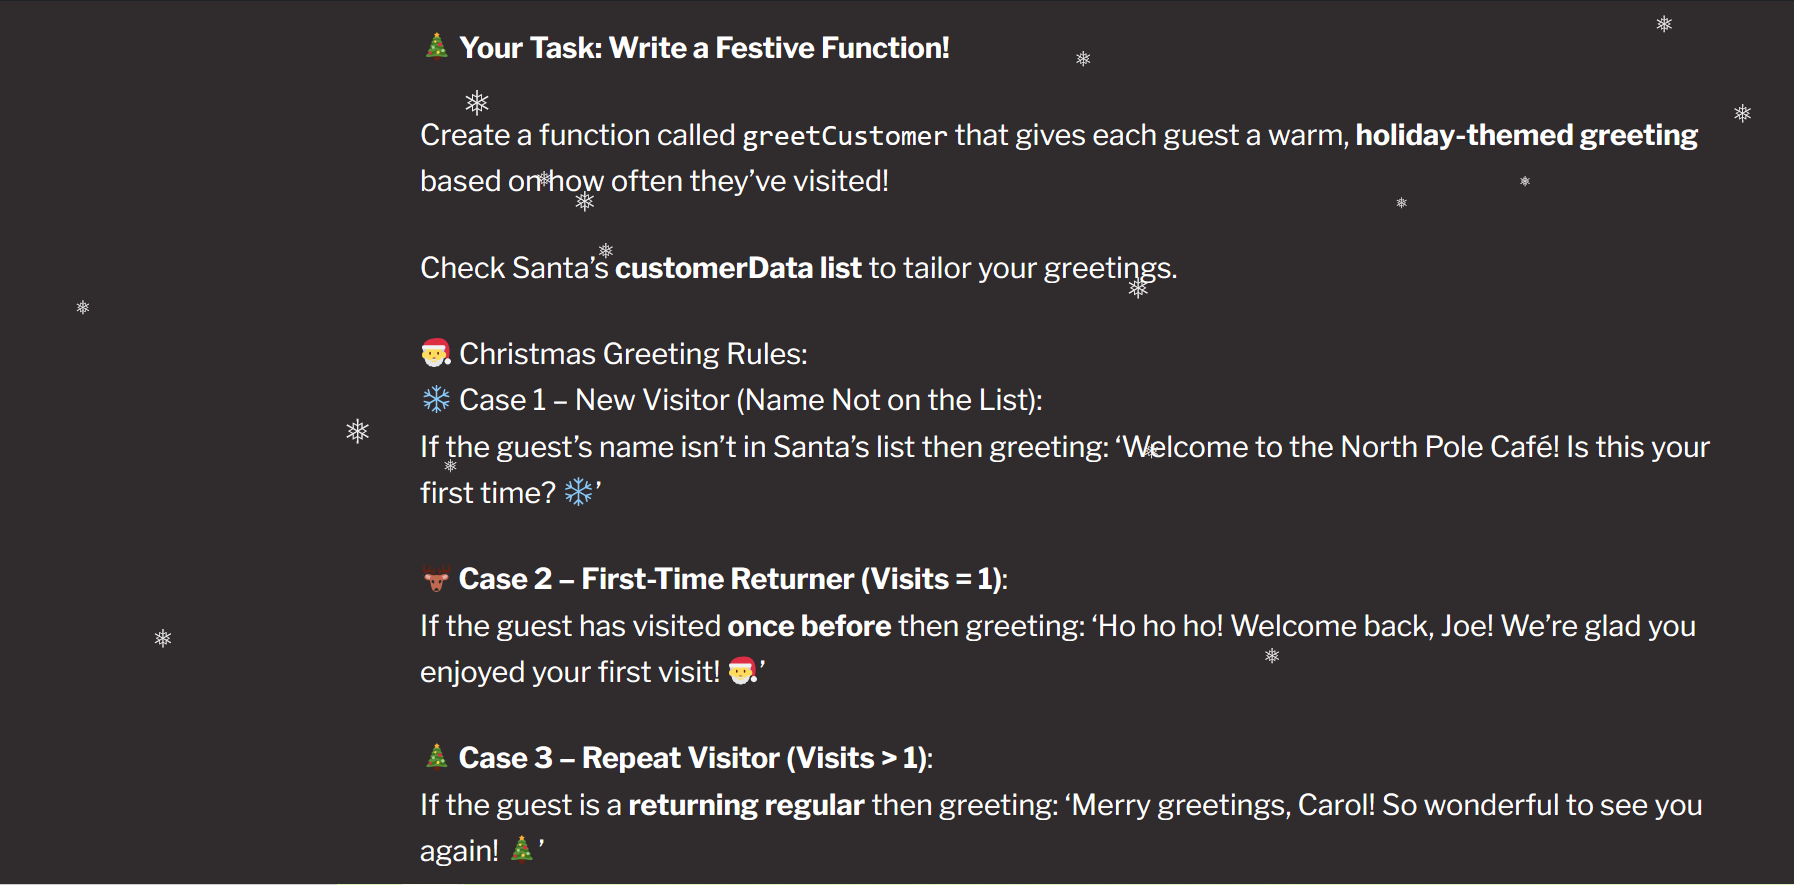 🎄 Your Task: Write a Festive Function!
Create a function called greetCustomer that gives each guest a warm, holiday-themed greeting
based on how often they’ve visited!
Check Santa’s customerData list to tailor your greetings.
🎅 Christmas Greeting Rules:
❄️ Case 1 – New Visitor (Name Not on the List):
If the guest’s name isn’t in Santa’s list then greeting: ‘Welcome to the North Pole Café! Is this your
first time? ❄️’
🦌 Case 2 – First-Time Returner (Visits = 1):
If the guest has visited once before then greeting: ‘Ho ho ho! Welcome back, Joe! We’re glad you
enjoyed your first visit! 🎅’
🎄 Case 3 – Repeat Visitor (Visits > 1):
If the guest is a returning regular then greeting: ‘Merry greetings, Carol! So wonderful to see you
again! 🎄’